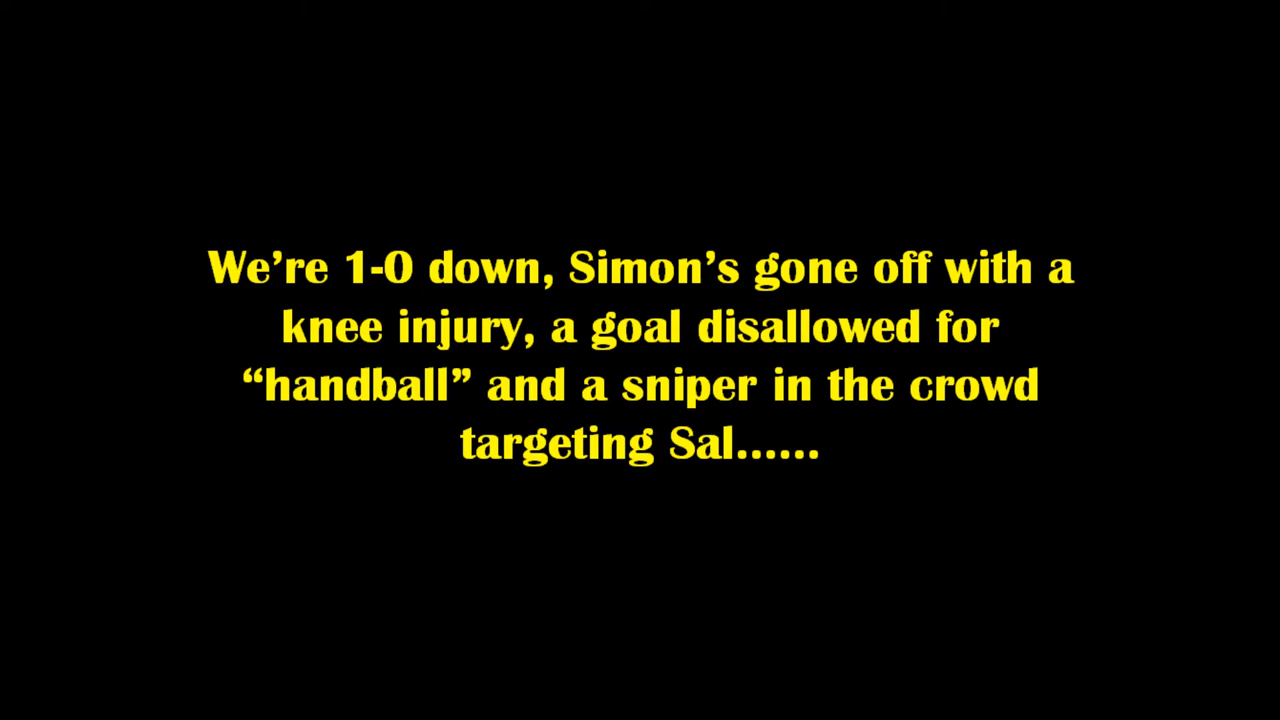 We’re 1-0 down, Simon’s gone off with a
knee injury, a goal disallowed for
“handball” and a sniper in the crowd
targeting Sal......